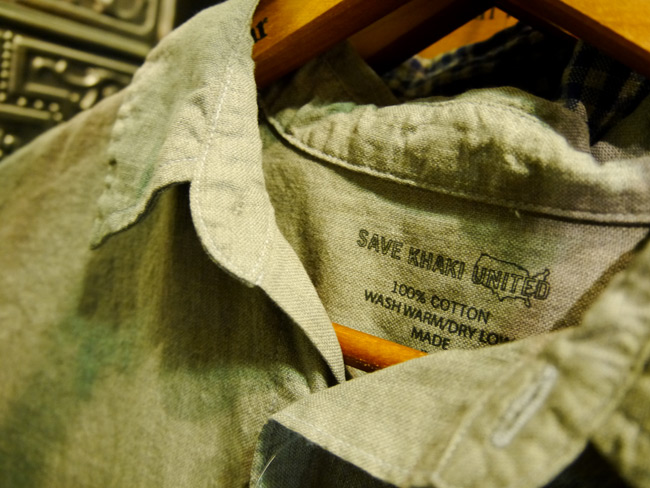 SAVE KHAKI UNITED
100% COTTON
WASH WARM/DRY LOW
MADE